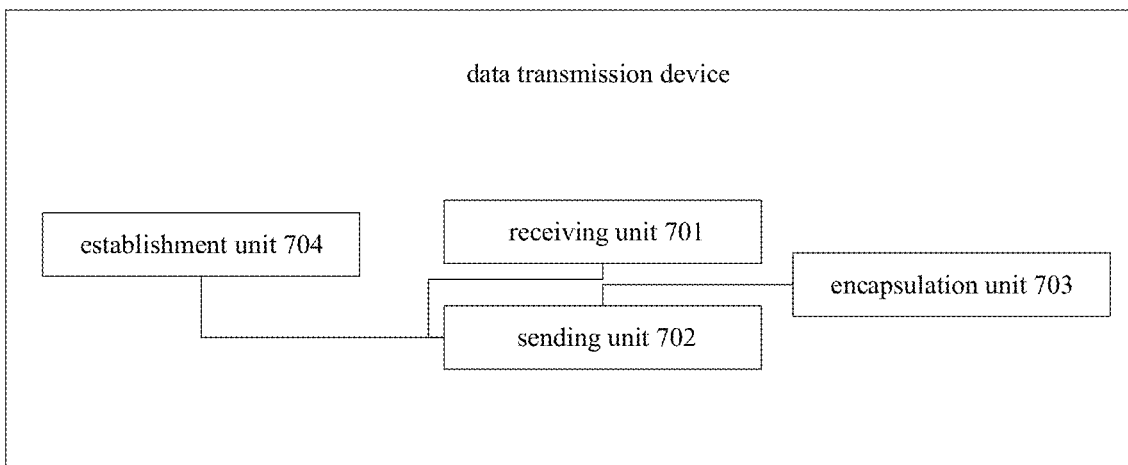 data transmission device
establishment unit 704
receiving unit 701
encapsulation unit 703
sending unit 702